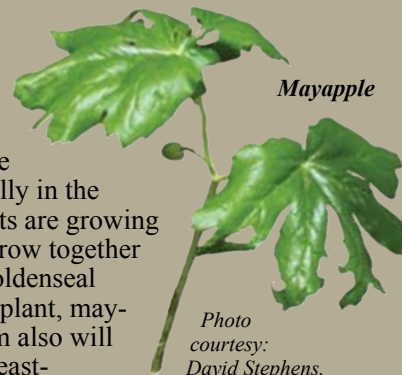 Mayapple
e
lly in the
ts are growing
row together
oldenseal
plant, may-
m also will
east-
Photo
courtesy:
David Stephens,